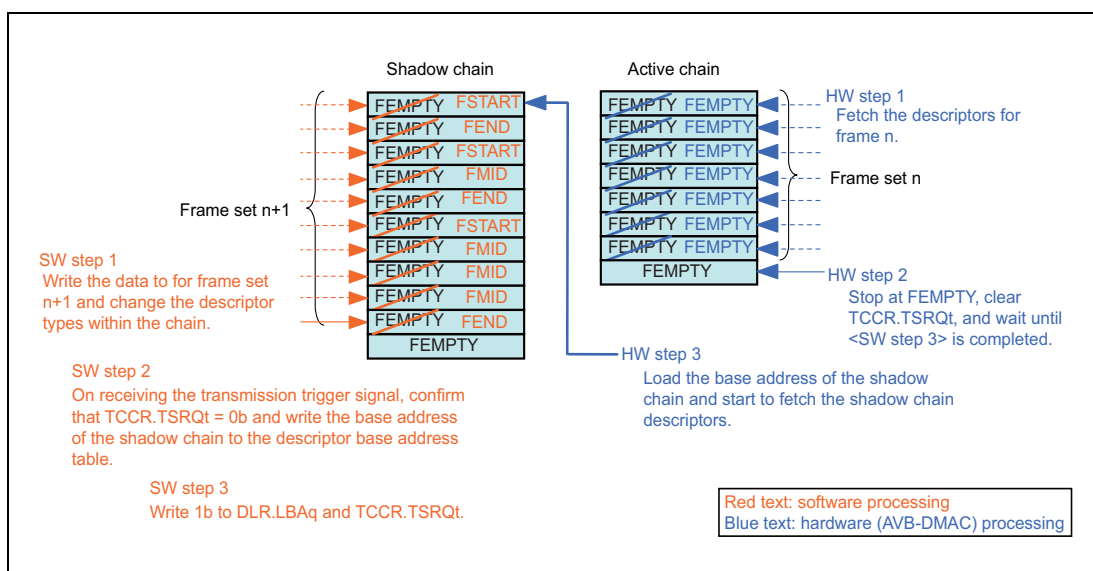 Shadow chain
Active chain
FEMPTY FSTART
FEMPTY FEND
FEMPTY FSTART
FEMPTY FMID
FEMPTY FEND
FEMPTY FSTART
FEMPTY FMID
FEMPTY FMID
FEMPTY FMID
FEMPTY FEND
FEMPTY
Frame set n+1
FEMPTY FEMPTY
FEMPTY FEMPTY
FEMPTY FEMPTY
FEMPTY FEMPTY
FEMPTY FEMPTY
FEMPTY FEMPTY
FEMPTY FEMPTY
FEMPTY
HW step 1
Fetch the descriptors for
frame n.
Frame set n
HW step 2
Stop at FEMPTY, clear
TCCR.TSRQt, and wait until
<SW step 3> is completed.
SW step 1
Write the data to for frame set
n+1 and change the descriptor
types within the chain.
SW step 2
On receiving the transmission trigger signal, confirm
that TCCR.TSRQt = 0b and write the base address
of the shadow chain to the descriptor base address
table.
SW step 3
Write 1b to DLR.LBAq and TCCR.TSRQt.
HW step 3
Load the base address of the shadow
chain and start to fetch the shadow chain
descriptors.
Red text: software processing
Blue text: hardware (AVB-DMAC) processing